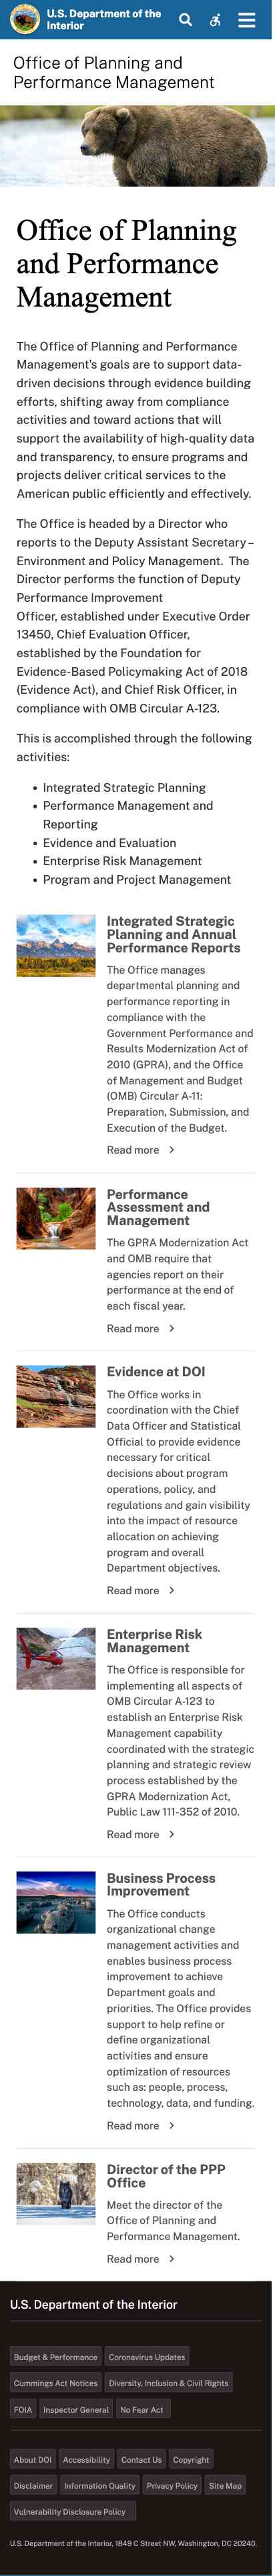 U.S. Department of the
Interior
Office of Planning and
Performance Management
Office of Planning
and Performance
Management
The Office of Planning and Performance
Management's goals are to support data-
driven decisions through evidence building
efforts, shifting away from compliance
activities and toward actions that will
support the availability of high-quality data
and transparency, to ensure programs and
projects deliver critical services to the
American public efficiently and effectively.
The Office is headed by a Director who
reports to the Deputy Assistant Secretary –
Environment and Policy Management.  The
Director performs the function of Deputy
Performance Improvement
Officer, established under Executive Order
13450, Chief Evaluation Officer,
established by the Foundation for
Evidence-Based Policymaking Act of 2018
(Evidence Act), and Chief Risk Officer, in
compliance with OMB Circular A-123.
This is accomplished through the following
activities:
• Integrated Strategic Planning
• Performance Management and
Reporting
• Evidence and Evaluation
• Enterprise Risk Management
• Program and Project Management
Integrated Strategic
Planning and Annual
Performance Reports
The Office manages
departmental planning and
performance reporting in
compliance with the
Government Performance and
Results Modernization Act of
2010 (GPRA), and the Office
of Management and Budget
(OMB) Circular A-11:
Preparation, Submission, and
Execution of the Budget.
Read more >
Performance
Assessment and
Management
The GPRA Modernization Act
and OMB require that
agencies report on their
performance at the end of
each fiscal year.
Read more >
Evidence at DOI
The Office works in
coordination with the Chief
Data Officer and Statistical
Official to provide evidence
necessary for critical
decisions about program
operations, policy, and
regulations and gain visibility
into the impact of resource
allocation on achieving
program and overall
Department objectives.
Read more >
Enterprise Risk
Management
The Office is responsible for
implementing all aspects of
OMB Circular A-123 to
establish an Enterprise Risk
Management capability
coordinated with the strategic
planning and strategic review
process established by the
GPRA Modernization Act,
Public Law 111-352 of 2010.
Read more >
Business Process
Improvement
The Office conducts
organizational change
management activities and
enables business process
improvement to achieve
Department goals and
priorities. The Office provides
support to help refine or
define organizational
activities and ensure
optimization of resources
such as: people, process,
technology, data, and funding.
Read more >
Director of the PPP
Office
Meet the director of the
Office of Planning and
Performance Management.
Read more >
U.S. Department of the Interior
Budget & Performance Coronavirus Updates
Cummings Act Notices Diversity, Inclusion & Civil Rights
FOIA Inspector General No Fear Act
About DOI Accessibility Contact Us Copyright
Disclaimer Information Quality Privacy Policy Site Map
Vulnerability Disclosure Policy
U.S. Department of the Interior, 1849 C Street NW, Washington, DC 20240.